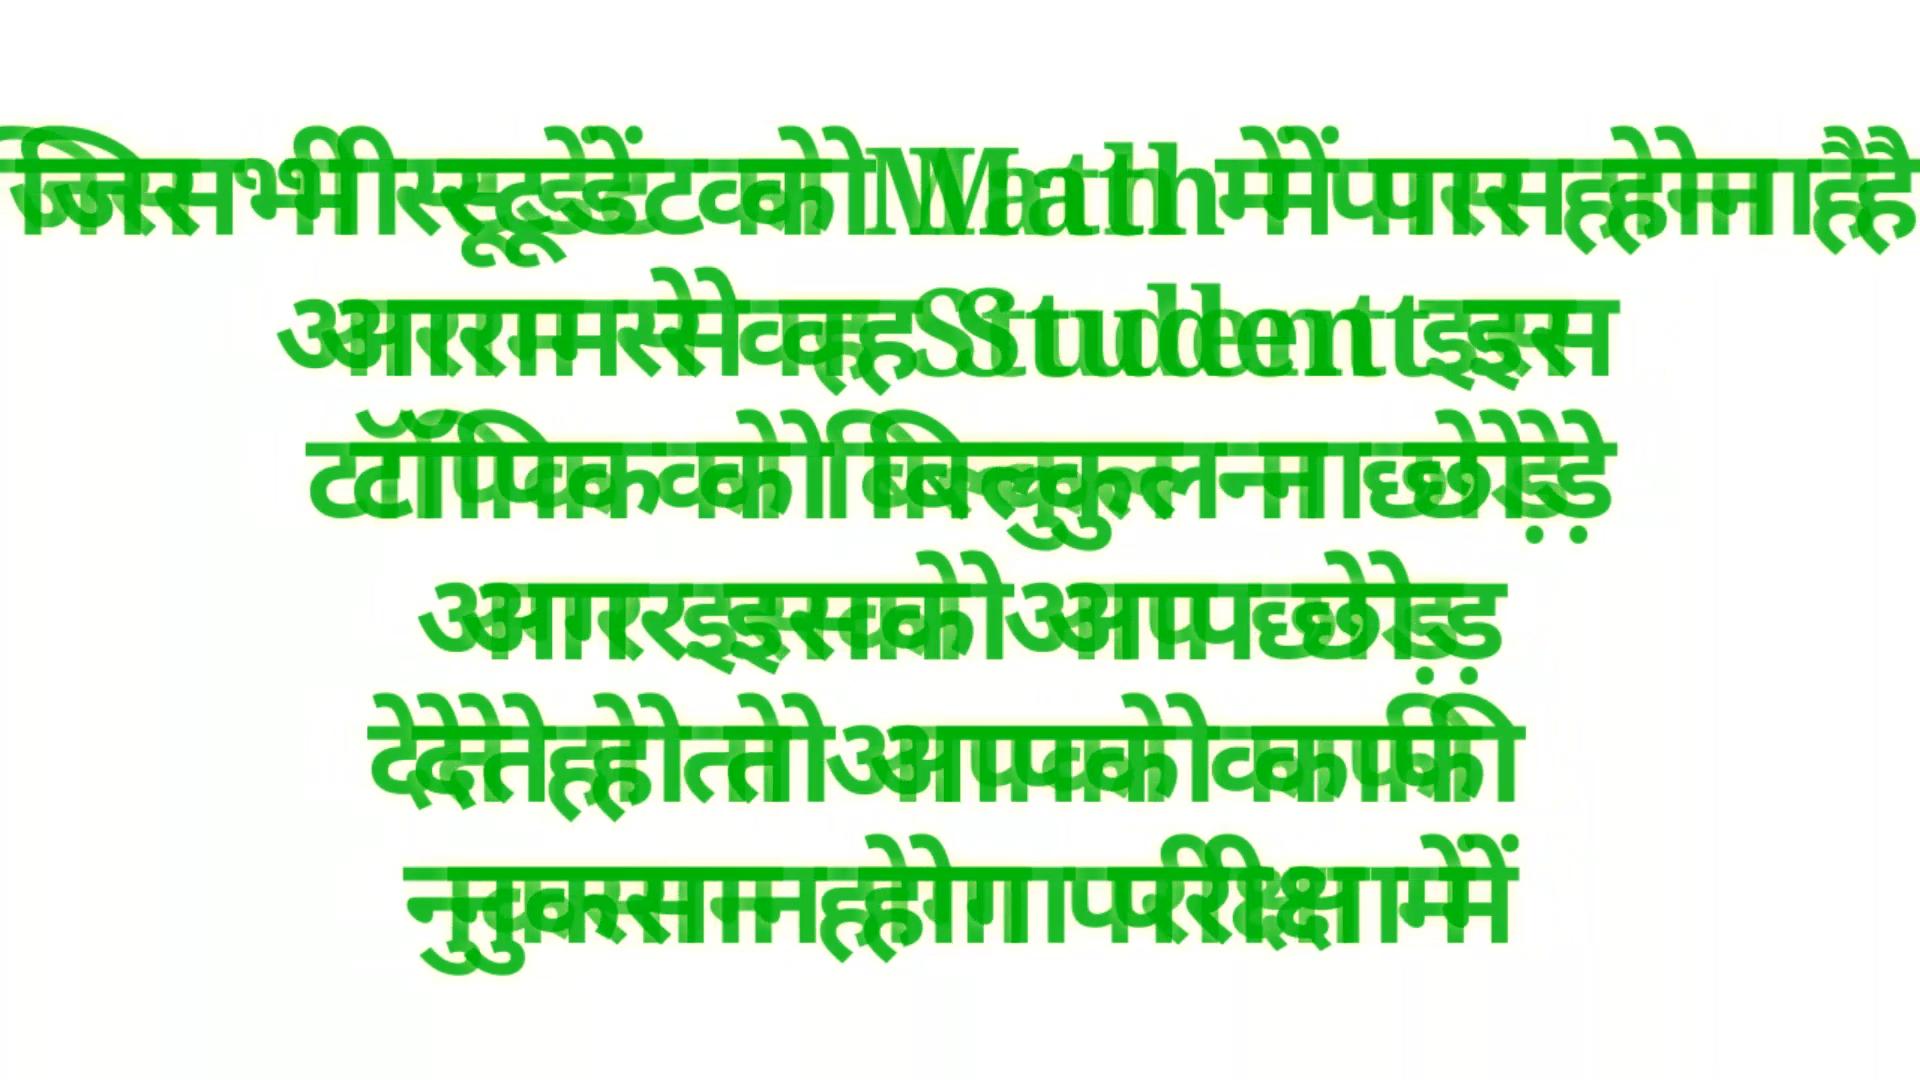 जिस भी स्टूडेंट को Math में पास होना है
आराम से वह Student इस
टॉपिक को बिल्कुल ना छोड़े
अगर इसको आप छोड़
देते हो तो आपको काफी
नुकसान होगा परीक्षा में